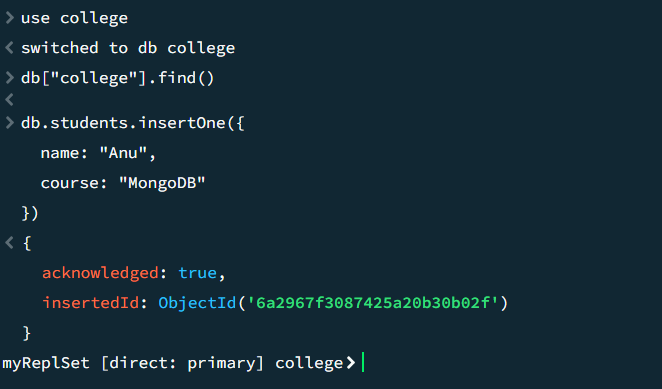 > use college
< switched to db college
> db["college"].find()
<
> db.students.insertOne({
    name: "Anu",
    course: "MongoDB"
  })
< {
    acknowledged: true,
    insertedId: ObjectId('6a2967f3087425a20b30b02f')
  }
myReplSet [direct: primary] college>